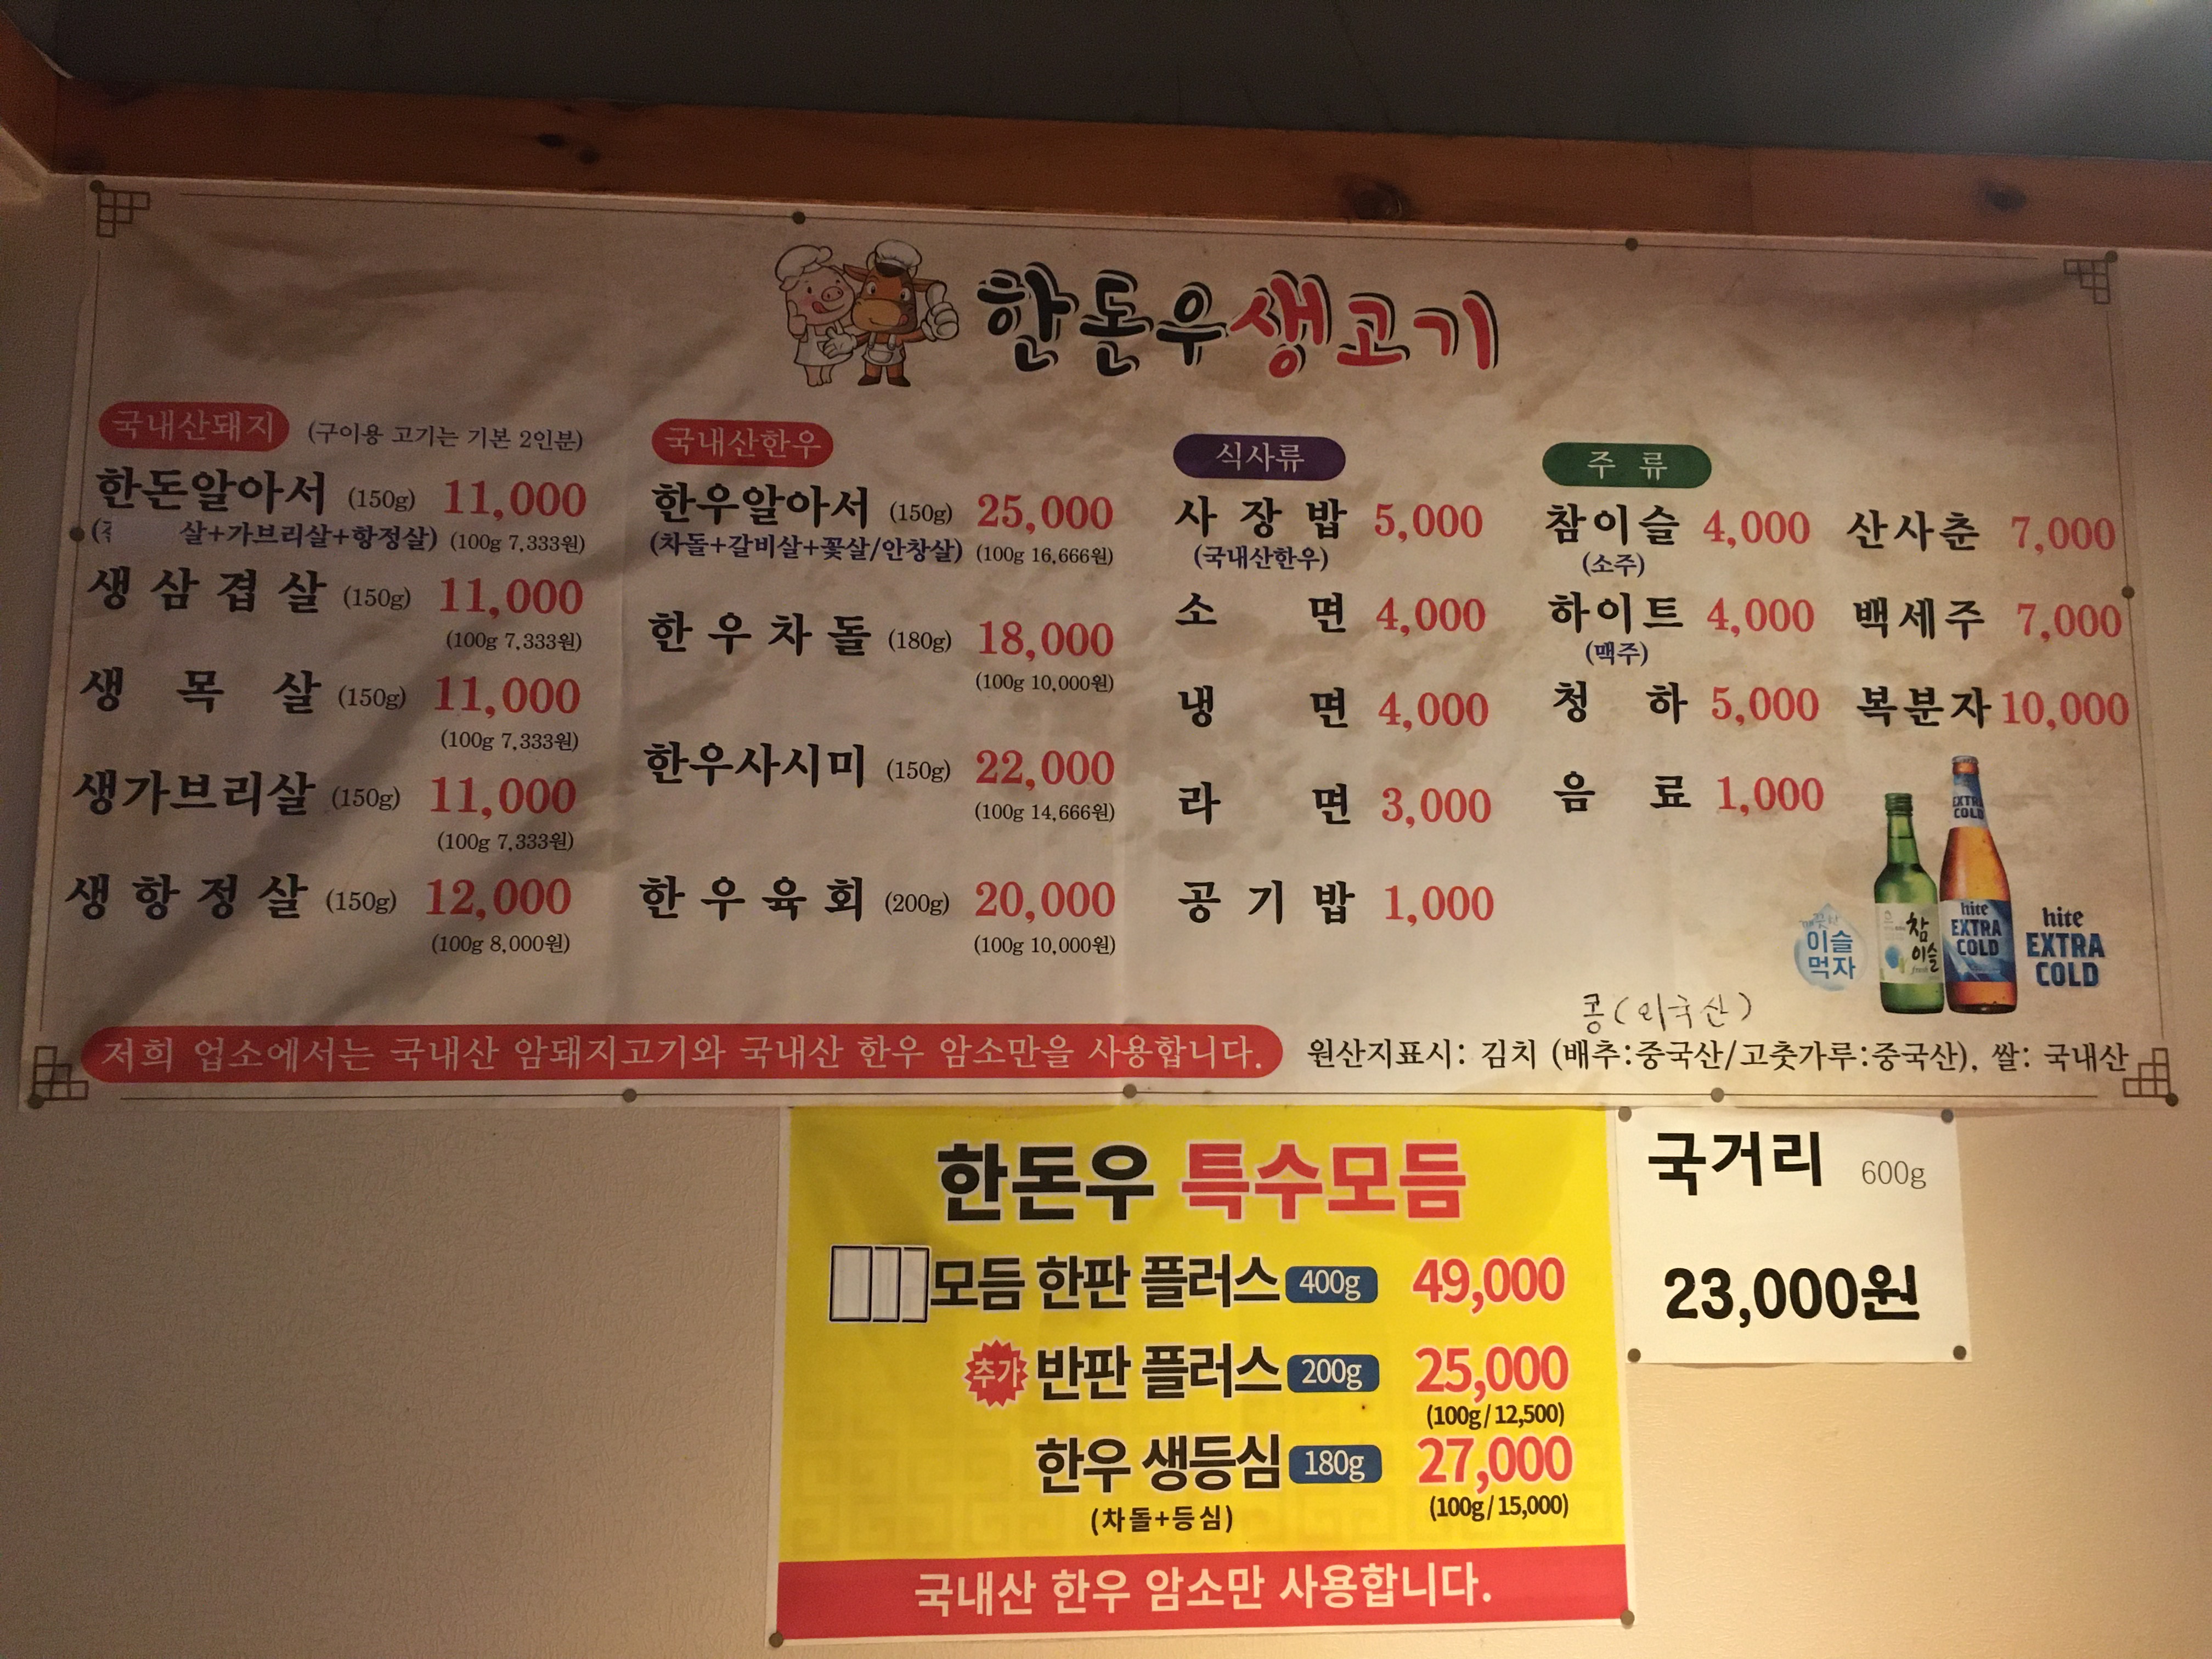 한돈우생고기
국내산돼지 (구이용 고기는 기본 2인분)
한돈알아서 (150g) 11,000
살+가브리살+항정살) (100g 7,333원)
생삼겹살 (150g) 11,000
(100g 7,333원)
생목살 (150g) 11,000
(100g 7,333원)
생가브리살 (150g) 11,000
(100g 7,333원)
생항정살 (150g) 12,000
(100g 8,000원)
국내산한우
한우알아서 (150g) 25,000
(차돌+갈비살+꽃살/안창살) (100g 16,666원)
한우차돌 (180g) 18,000
(100g 10,000원)
한우사시미 (150g) 22,000
(100g 14,666원)
한우육회 (200g) 20,000
(100g 10,000원)
식사류
사장밥 5,000
(국내산한우)
소면 4,000
냉면 4,000
라면 3,000
공기밥 1,000
주류
참이슬 4,000 산사춘 7,000
(소주)
하이트 4,000 백세주 7,000
(맥주)
청하 5,000 복분자 10,000
음료 1,000
EXTRA
COLD
이슬
먹자
참
이슬
fresh
hite
EXTRA
COLD
hite
EXTRA
COLD
콩(외국산)
저희 업소에서는 국내산 암돼지고기와 국내산 한우 암소만을 사용합니다.
원산지표시: 김치 (배추:중국산/고춧가루:중국산), 쌀: 국내산
한돈우 특수모듬
모듬 한판 플러스 400g 49,000
추가 반판 플러스 200g 25,000
(100g/12,500)
한우 생등심 180g 27,000
(차돌+등심) (100g/15,000)
국내산 한우 암소만 사용합니다.
국거리 600g
23,000원